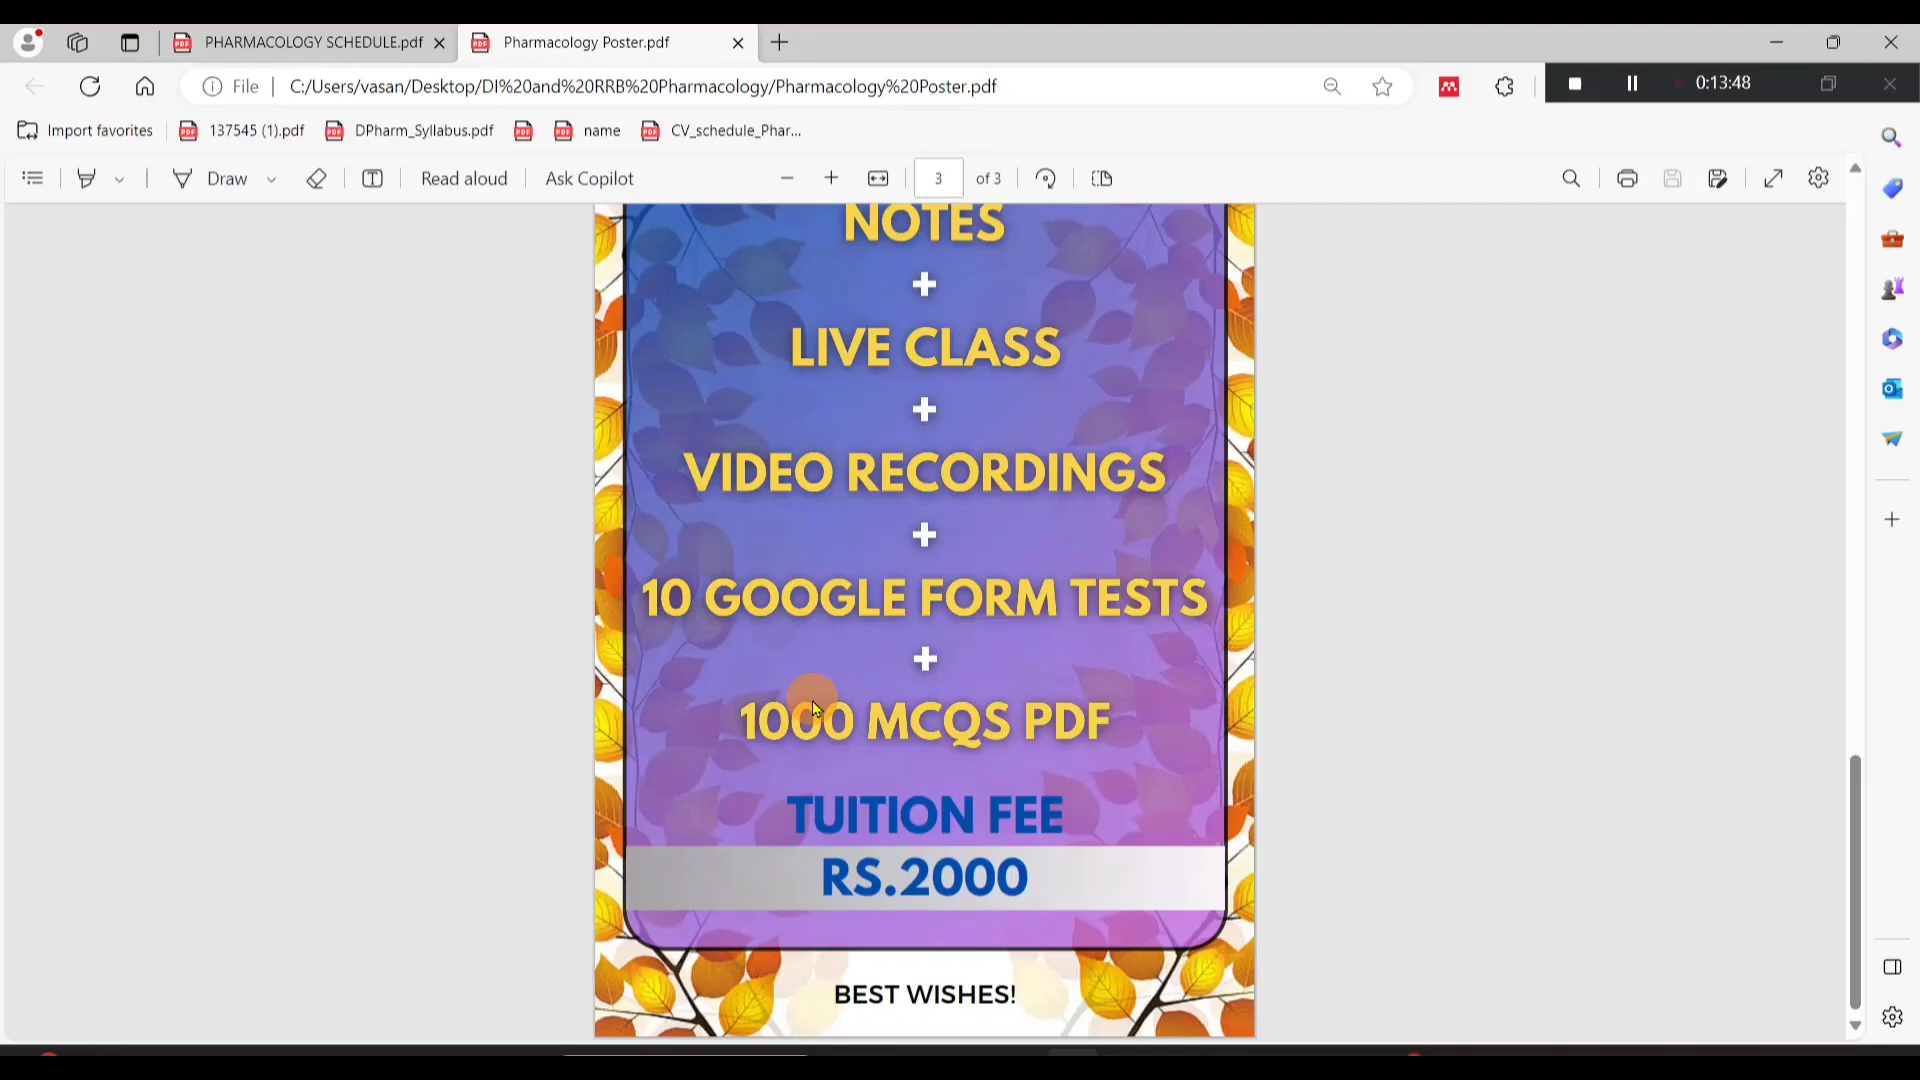 PHARMACOLOGY SCHEDULE.pdf
Pharmacology Poster.pdf
File
C:/Users/vasan/Desktop/DI%20and%20RRB%20Pharmacology/Pharmacology%20Poster.pdf
0:13:48
Import favorites
137545 (1).pdf
DPharm_Syllabus.pdf
name
CV_schedule_Phar...
Draw
Read aloud
Ask Copilot
3
of 3
NOTES
+
LIVE CLASS
+
VIDEO RECORDINGS
+
10 GOOGLE FORM TESTS
+
1000 MCQS PDF
TUITION FEE
RS.2000
BEST WISHES!